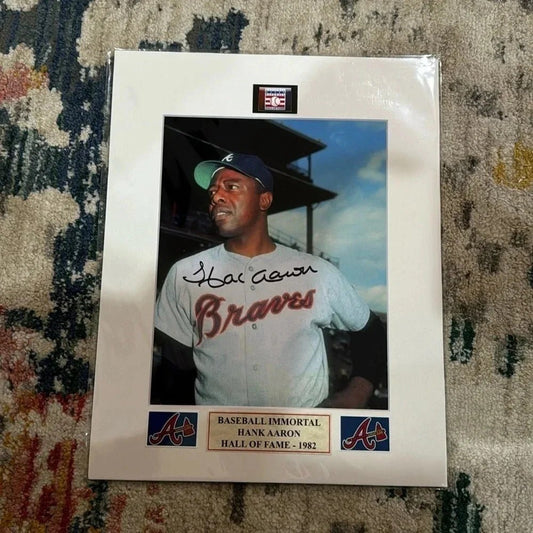 A
Hank Aaron
Braves
A
A
BASEBALL IMMORTAL
HANK AARON
HALL OF FAME - 1982